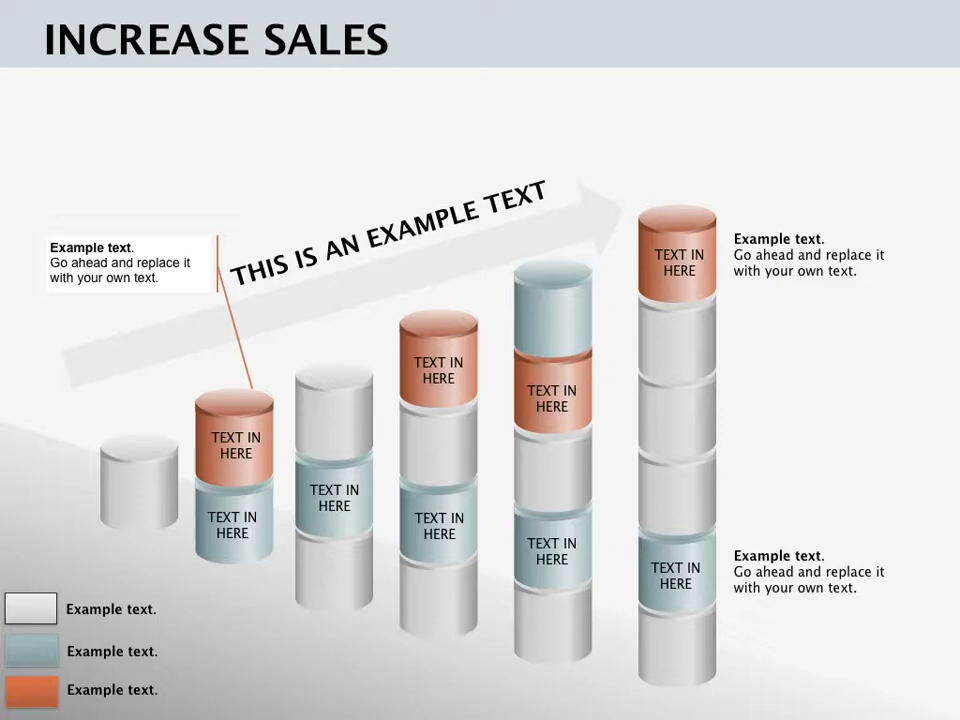 INCREASE SALES
THIS IS AN EXAMPLE TEXT
Example text.
Go ahead and replace it
with your own text.
Example text.
Go ahead and replace it
with your own text.
TEXT IN
HERE
TEXT IN
HERE
TEXT IN
HERE
TEXT IN
HERE
TEXT IN
HERE
TEXT IN
HERE
TEXT IN
HERE
TEXT IN
HERE
TEXT IN
HERE
Example text.
Go ahead and replace it
with your own text.
Example text.
Example text.
Example text.